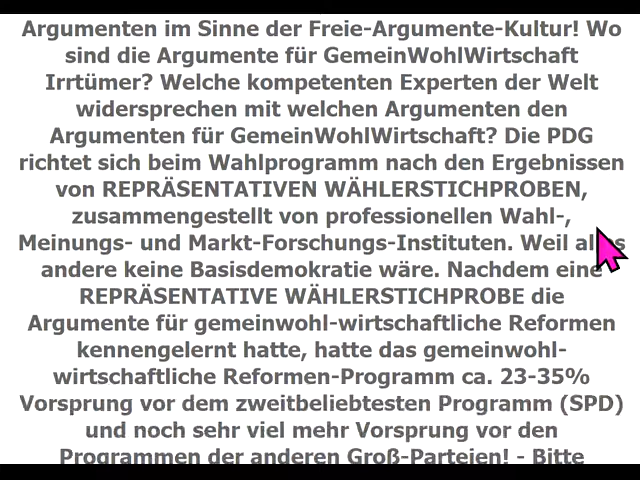 Argumenten im Sinne der Freie-Argumente-Kultur! Wo
sind die Argumente für GemeinWohlWirtschaft
Irrtümer? Welche kompetenten Experten der Welt
widersprechen mit welchen Argumenten den
Argumenten für GemeinWohlWirtschaft? Die PDG
richtet sich beim Wahlprogramm nach den Ergebnissen
von REPRÄSENTATIVEN WÄHLERSTICHPROBEN,
zusammengestellt von professionellen Wahl-,
Meinungs- und Markt-Forschungs-Instituten. Weil alles
andere keine Basisdemokratie wäre. Nachdem eine
REPRÄSENTATIVE WÄHLERSTICHPROBE die
Argumente für gemeinwohl-wirtschaftliche Reformen
kennengelernt hatte, hatte das gemeinwohl-
wirtschaftliche Reformen-Programm ca. 23-35%
Vorsprung vor dem zweitbeliebtesten Programm (SPD)
und noch sehr viel mehr Vorsprung vor den
Programmen der anderen Groß-Parteien! - Bitte